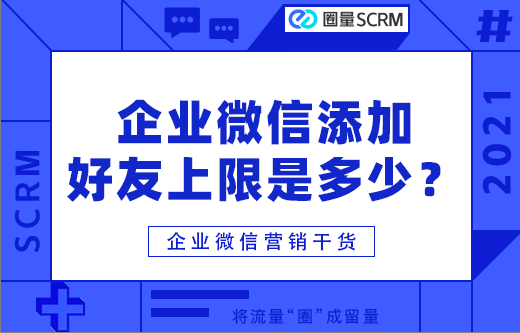 圈量SCRM
#
企业微信添加
好友上限是多少？
企业微信营销干货
SCRM
2021
将流量“圈”成留量